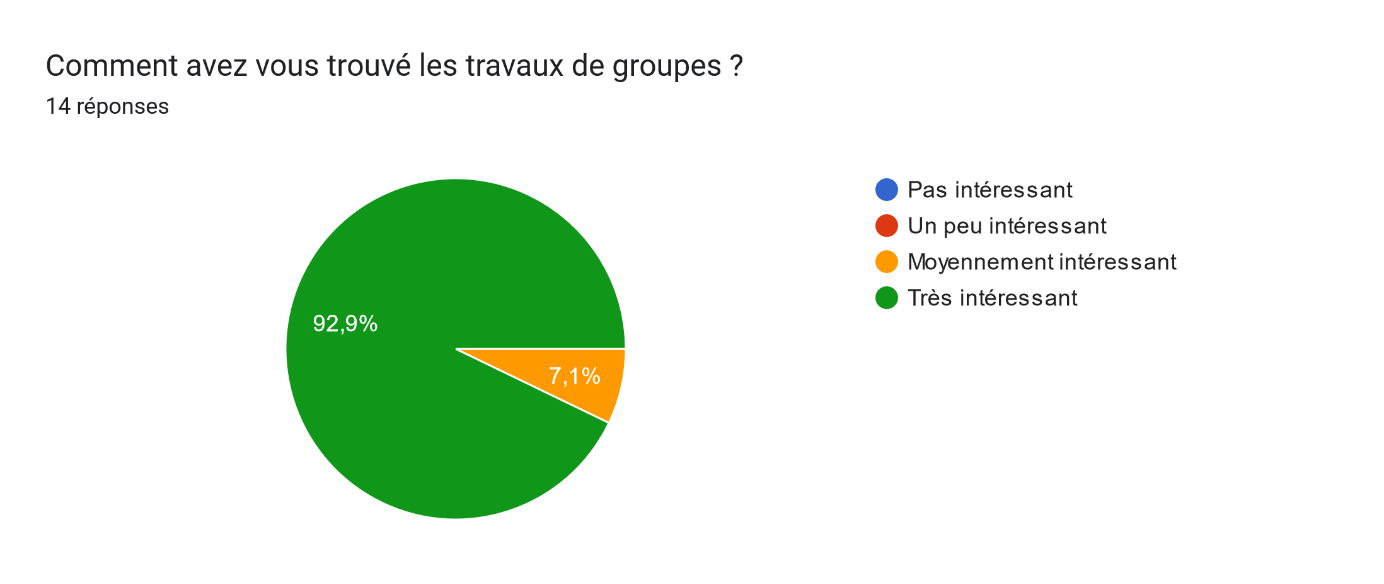 Comment avez vous trouvé les travaux de groupes ?
14 réponses
Pas intéressant
Un peu intéressant
Moyennement intéressant
Très intéressant
92,9%
7,1%